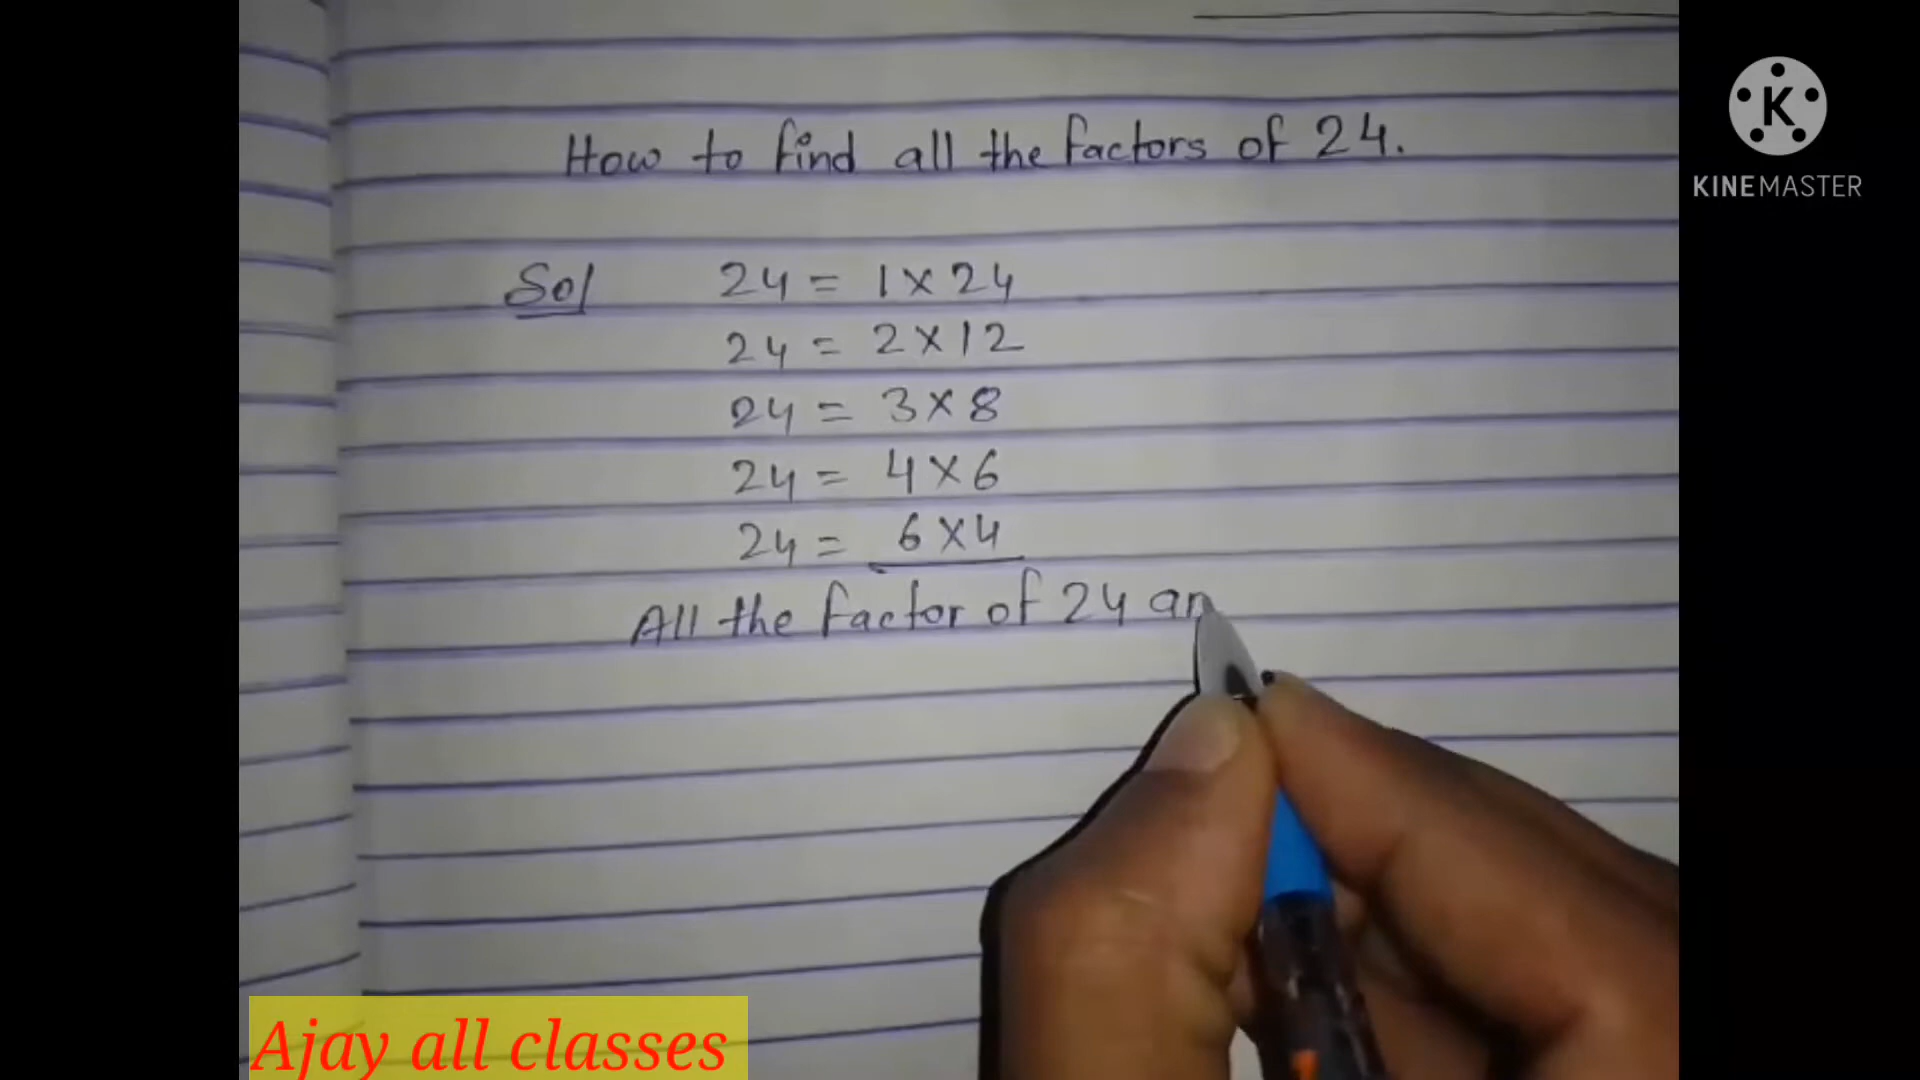 How to find all the factors of 24.
Sol 24 = 1 × 24
24 = 2 × 12
24 = 3 × 8
24 = 4 × 6
24 = 6 × 4
All the factor of 24 ar
K
KINEMASTER
Ajay all classes